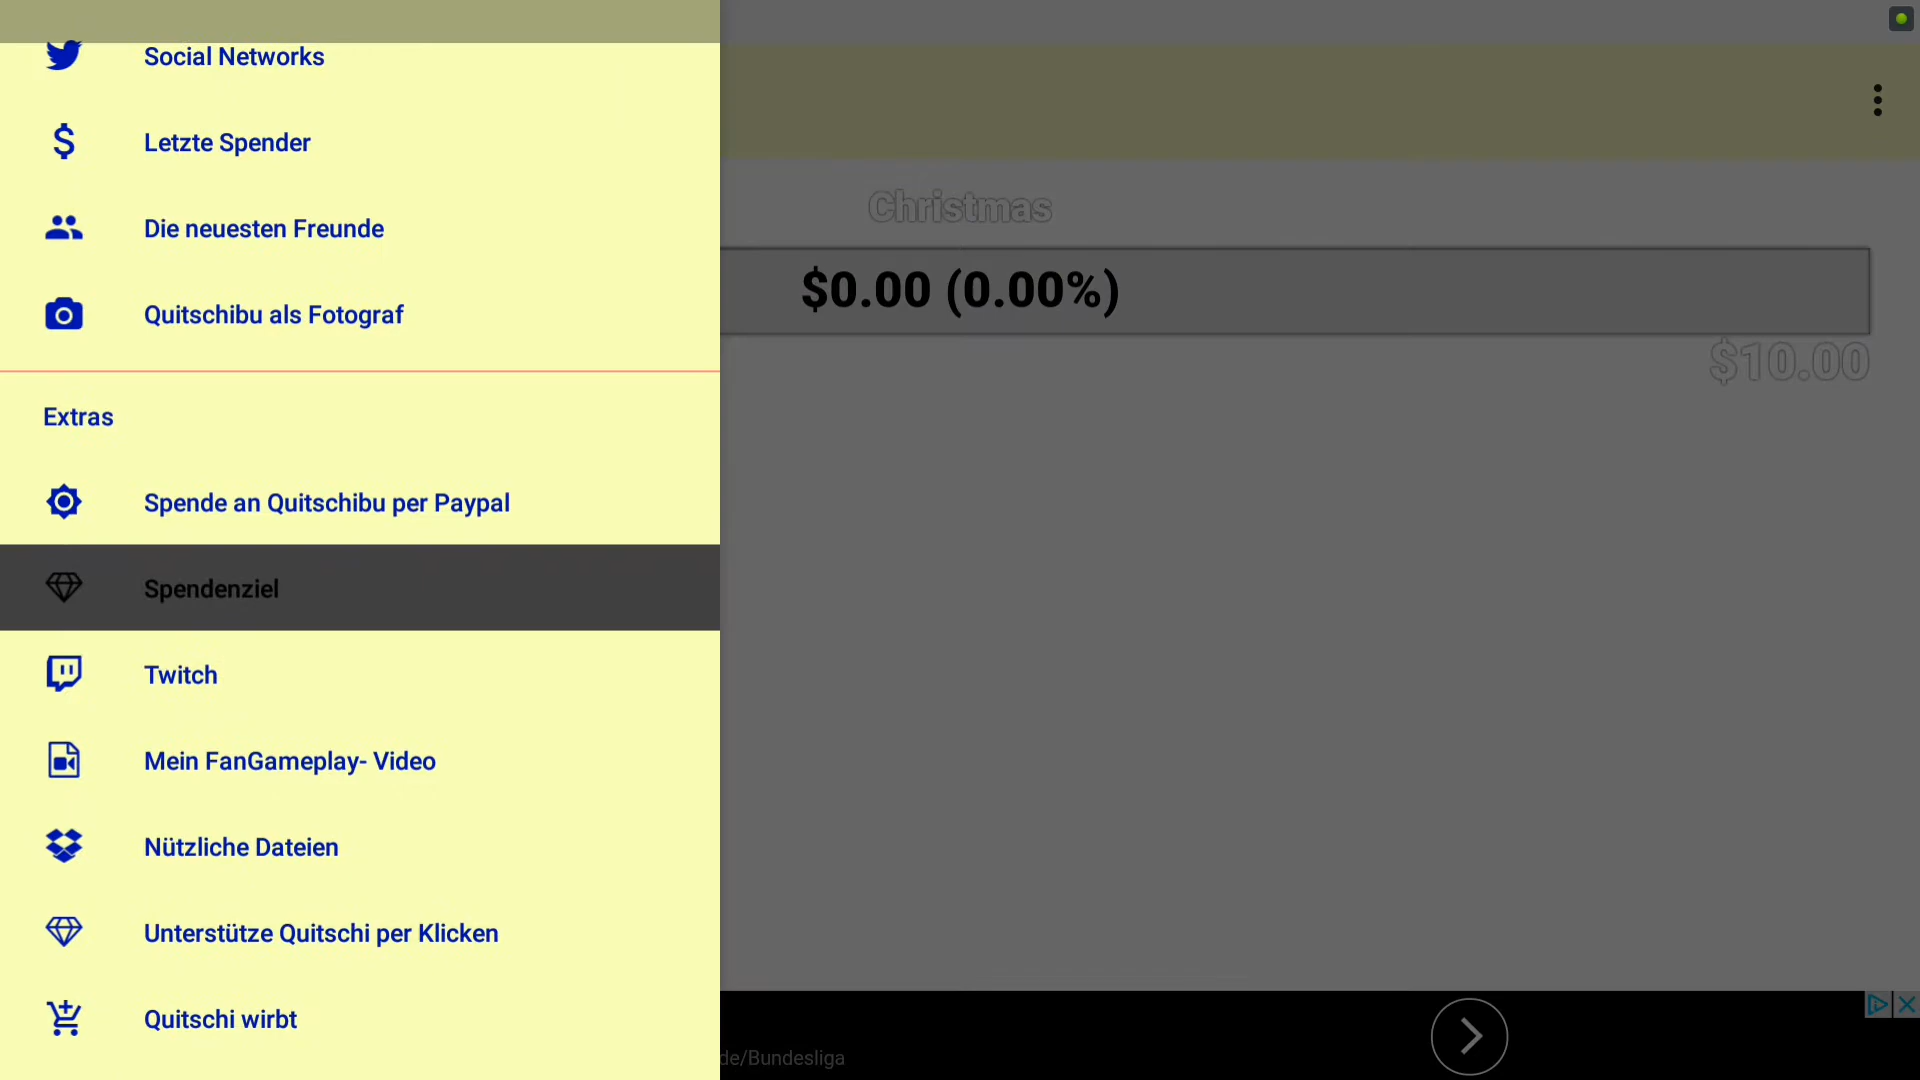 Social Networks
Letzte Spender
Die neuesten Freunde
Quitschibu als Fotograf
Extras
Spende an Quitschibu per Paypal
Spendenziel
Twitch
Mein FanGameplay- Video
Nützliche Dateien
Unterstütze Quitschi per Klicken
Quitschi wirbt
Christmas
$0.00 (0.00%)
$10.00
de/Bundesliga